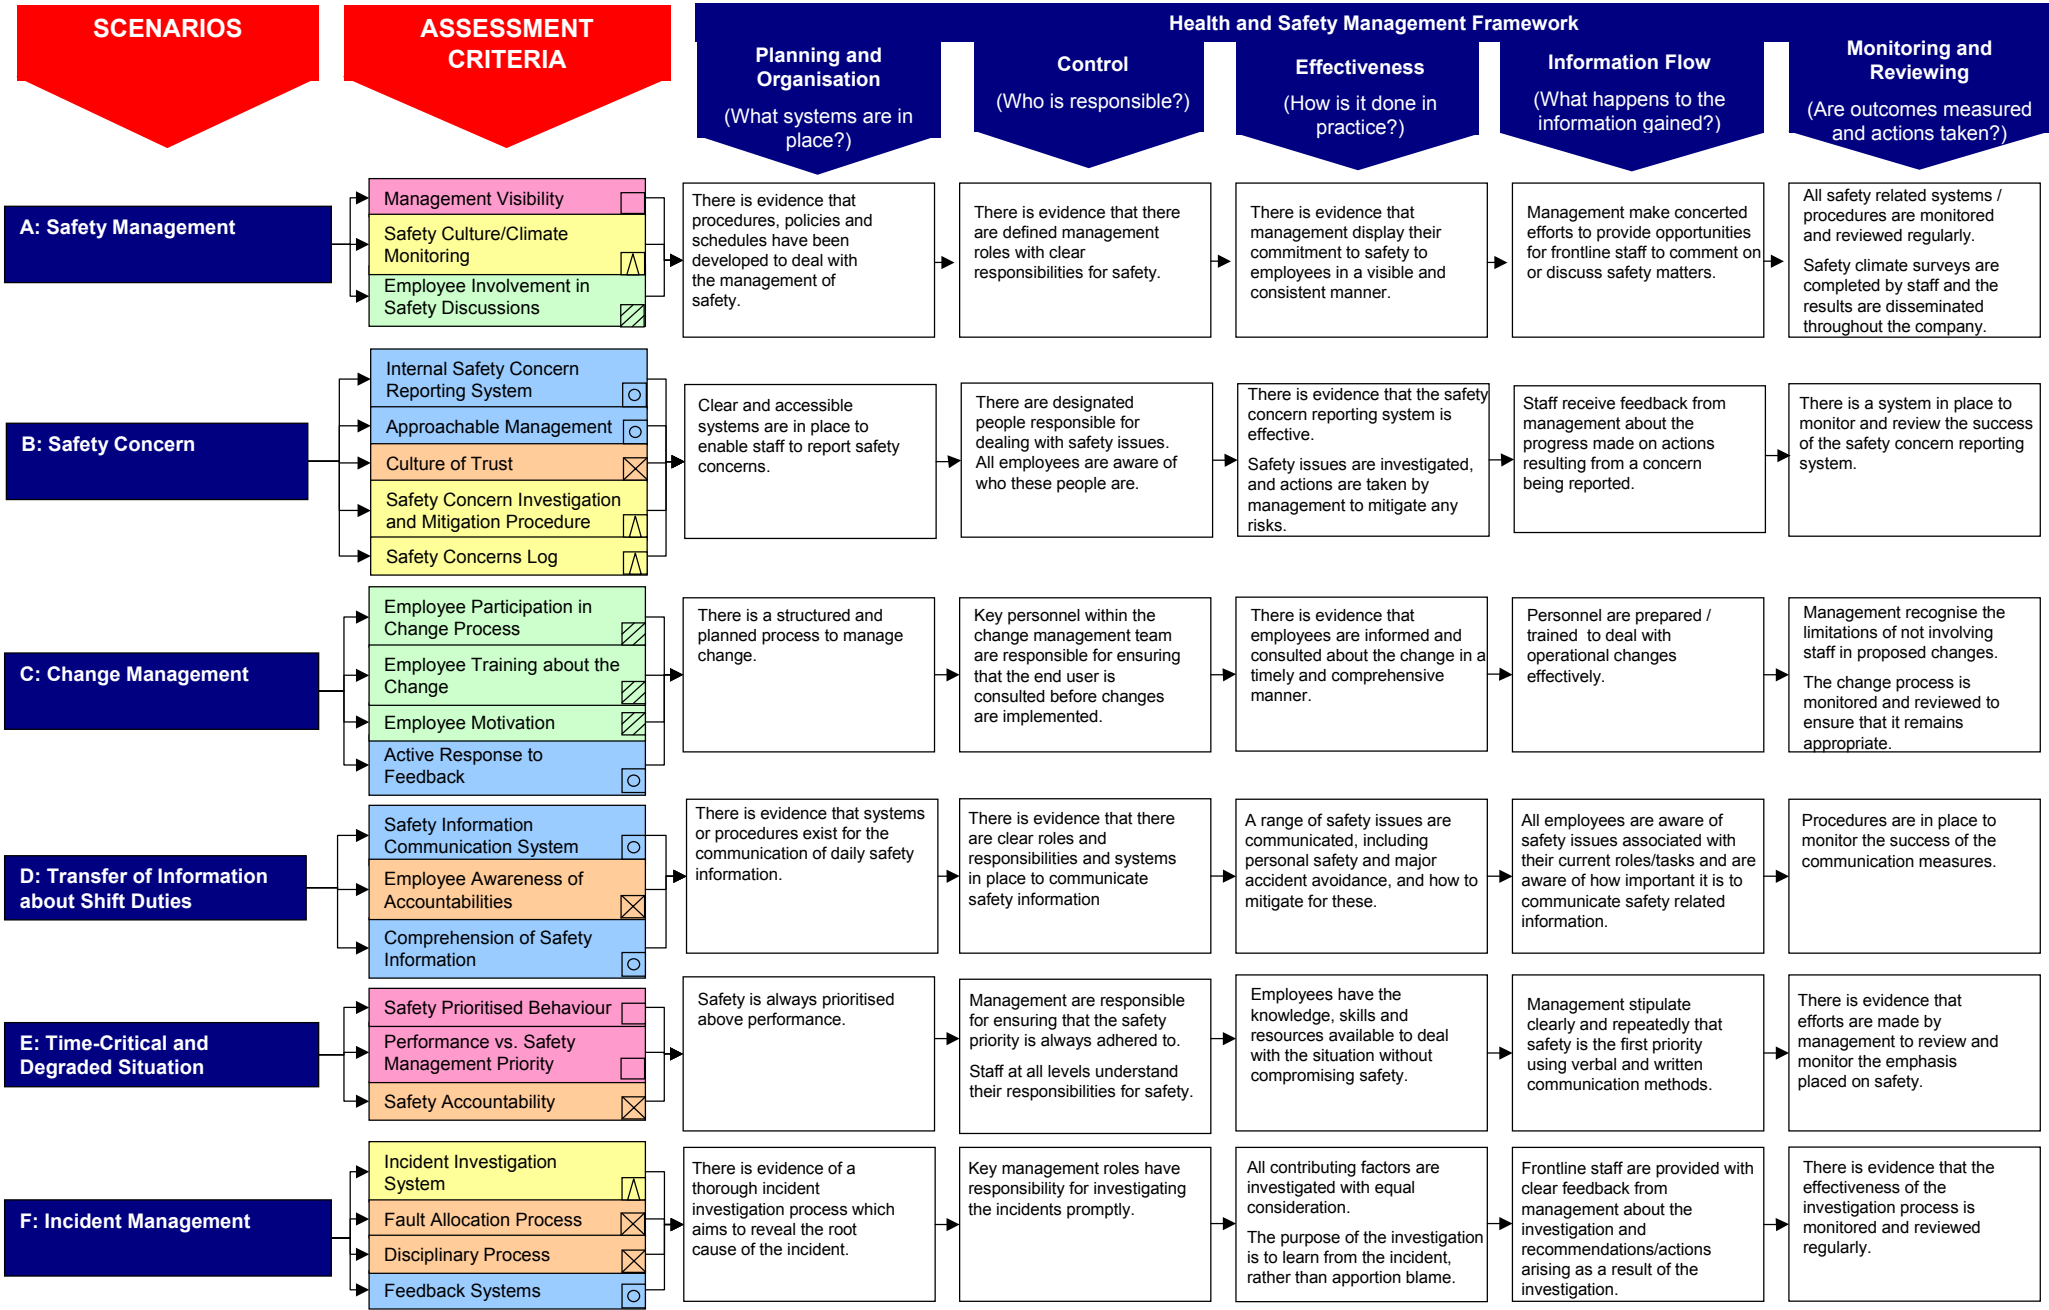 SCENARIOS
ASSESSMENT
CRITERIA
Health and Safety Management Framework
Planning and
Organisation
(What systems are in
place?)
Control
(Who is responsible?)
Effectiveness
(How is it done in
practice?)
Information Flow
(What happens to the
information gained?)
Monitoring and
Reviewing
(Are outcomes measured
and actions taken?)
A: Safety Management
Management Visibility
Safety Culture/Climate
Monitoring
Employee Involvement in
Safety Discussions
There is evidence that
procedures, policies and
schedules have been
developed to deal with
the management of
safety.
There is evidence that there
are defined management
roles with clear
responsibilities for safety.
There is evidence that
management display their
commitment to safety to
employees in a visible and
consistent manner.
Management make concerted
efforts to provide opportunities
for frontline staff to comment on
or discuss safety matters.
All safety related systems /
procedures are monitored
and reviewed regularly.
Safety climate surveys are
completed by staff and the
results are disseminated
throughout the company.
B: Safety Concern
Internal Safety Concern
Reporting System
Approachable Management
Culture of Trust
Safety Concern Investigation
and Mitigation Procedure
Safety Concerns Log
Clear and accessible
systems are in place to
enable staff to report safety
concerns.
There are designated
people responsible for
dealing with safety issues.
All employees are aware of
who these people are.
There is evidence that the safety
concern reporting system is
effective.
Safety issues are investigated,
and actions are taken by
management to mitigate any
risks.
Staff receive feedback from
management about the
progress made on actions
resulting from a concern
being reported.
There is a system in place to
monitor and review the success
of the safety concern reporting
system.
C: Change Management
Employee Participation in
Change Process
Employee Training about the
Change
Employee Motivation
Active Response to
Feedback
There is a structured and
planned process to manage
change.
Key personnel within the
change management team
are responsible for ensuring
that the end user is
consulted before changes
are implemented.
There is evidence that
employees are informed and
consulted about the change in a
timely and comprehensive
manner.
Personnel are prepared /
trained to deal with
operational changes
effectively.
Management recognise the
limitations of not involving
staff in proposed changes.
The change process is
monitored and reviewed to
ensure that it remains
appropriate.
D: Transfer of Information
about Shift Duties
Safety Information
Communication System
Employee Awareness of
Accountabilities
Comprehension of Safety
Information
There is evidence that systems
or procedures exist for the
communication of daily safety
information.
There is evidence that there
are clear roles and
responsibilities and systems
in place to communicate
safety information
A range of safety issues are
communicated, including
personal safety and major
accident avoidance, and how to
mitigate for these.
All employees are aware of
safety issues associated with
their current roles/tasks and are
aware of how important it is to
communicate safety related
information.
Procedures are in place to
monitor the success of the
communication measures.
E: Time-Critical and
Degraded Situation
Safety Prioritised Behaviour
Performance vs. Safety
Management Priority
Safety Accountability
Safety is always prioritised
above performance.
Management are responsible
for ensuring that the safety
priority is always adhered to.
Staff at all levels understand
their responsibilities for safety.
Employees have the
knowledge, skills and
resources available to deal
with the situation without
compromising safety.
Management stipulate
clearly and repeatedly that
safety is the first priority
using verbal and written
communication methods.
There is evidence that
efforts are made by
management to review and
monitor the emphasis
placed on safety.
F: Incident Management
Incident Investigation
System
Fault Allocation Process
Disciplinary Process
Feedback Systems
There is evidence of a
thorough incident
investigation process which
aims to reveal the root
cause of the incident.
Key management roles have
responsibility for investigating
the incidents promptly.
All contributing factors are
investigated with equal
consideration.
The purpose of the investigation
is to learn from the incident,
rather than apportion blame.
Frontline staff are provided with
clear feedback from
management about the
investigation and
recommendations/actions
arising as a result of the
investigation.
There is evidence that the
effectiveness of the
investigation process is
monitored and reviewed
regularly.